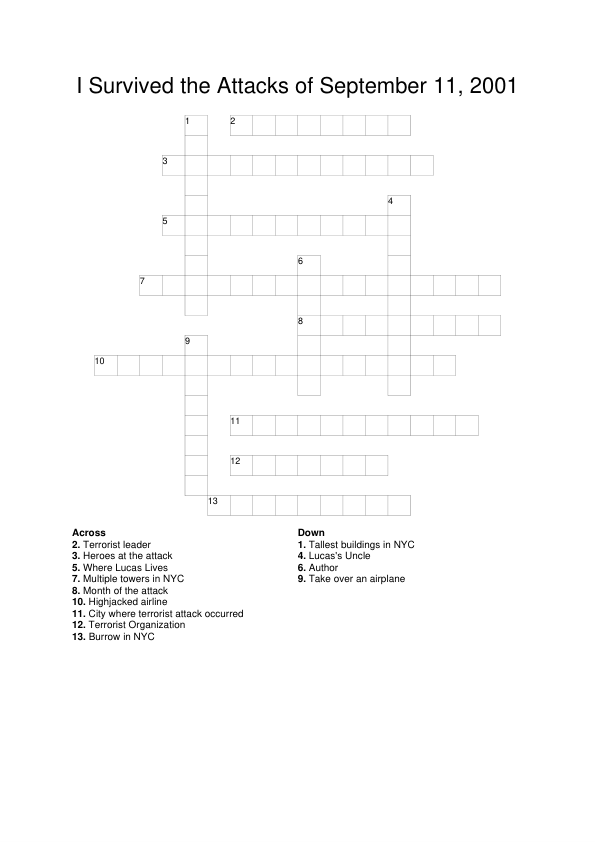 I Survived the Attacks of September 11, 2001
1 2
3
4
5
6
7
8
9
10
11
12
13
Across
2. Terrorist leader
3. Heroes at the attack
5. Where Lucas Lives
7. Multiple towers in NYC
8. Month of the attack
10. Highjacked airline
11. City where terrorist attack occurred
12. Terrorist Organization
13. Burrow in NYC
Down
1. Tallest buildings in NYC
4. Lucas's Uncle
6. Author
9. Take over an airplane